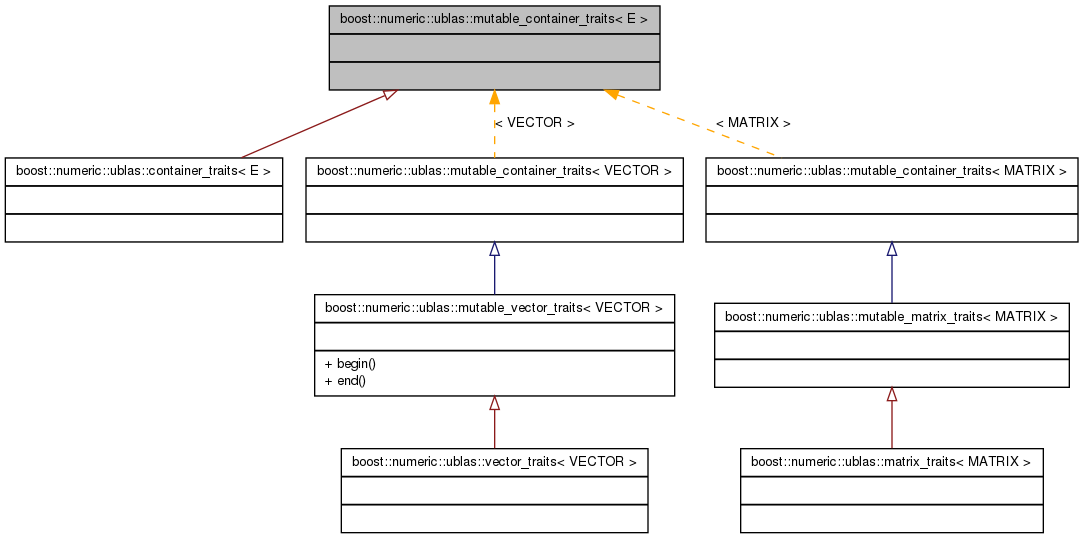 boost::numeric::ublas::mutable_container_traits< E >
< VECTOR >
< MATRIX >
boost::numeric::ublas::container_traits< E >
boost::numeric::ublas::mutable_container_traits< VECTOR >
boost::numeric::ublas::mutable_container_traits< MATRIX >
boost::numeric::ublas::mutable_vector_traits< VECTOR >
+ begin()
+ end()
boost::numeric::ublas::mutable_matrix_traits< MATRIX >
boost::numeric::ublas::vector_traits< VECTOR >
boost::numeric::ublas::matrix_traits< MATRIX >